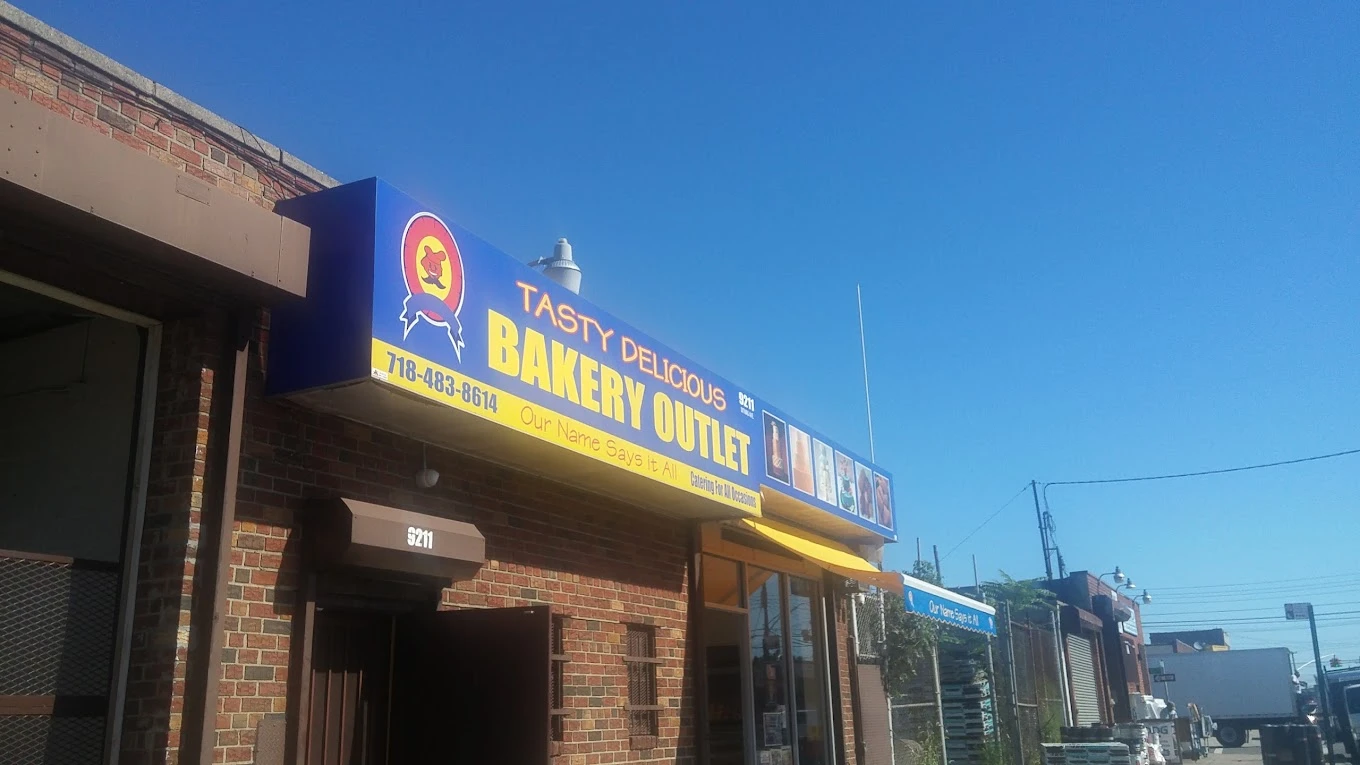 TASTY DELICIOUS
BAKERY OUTLET
9211
718-483-8614
Our Name Says it All
Catering For All Occasions
9211
Our Name Says it All